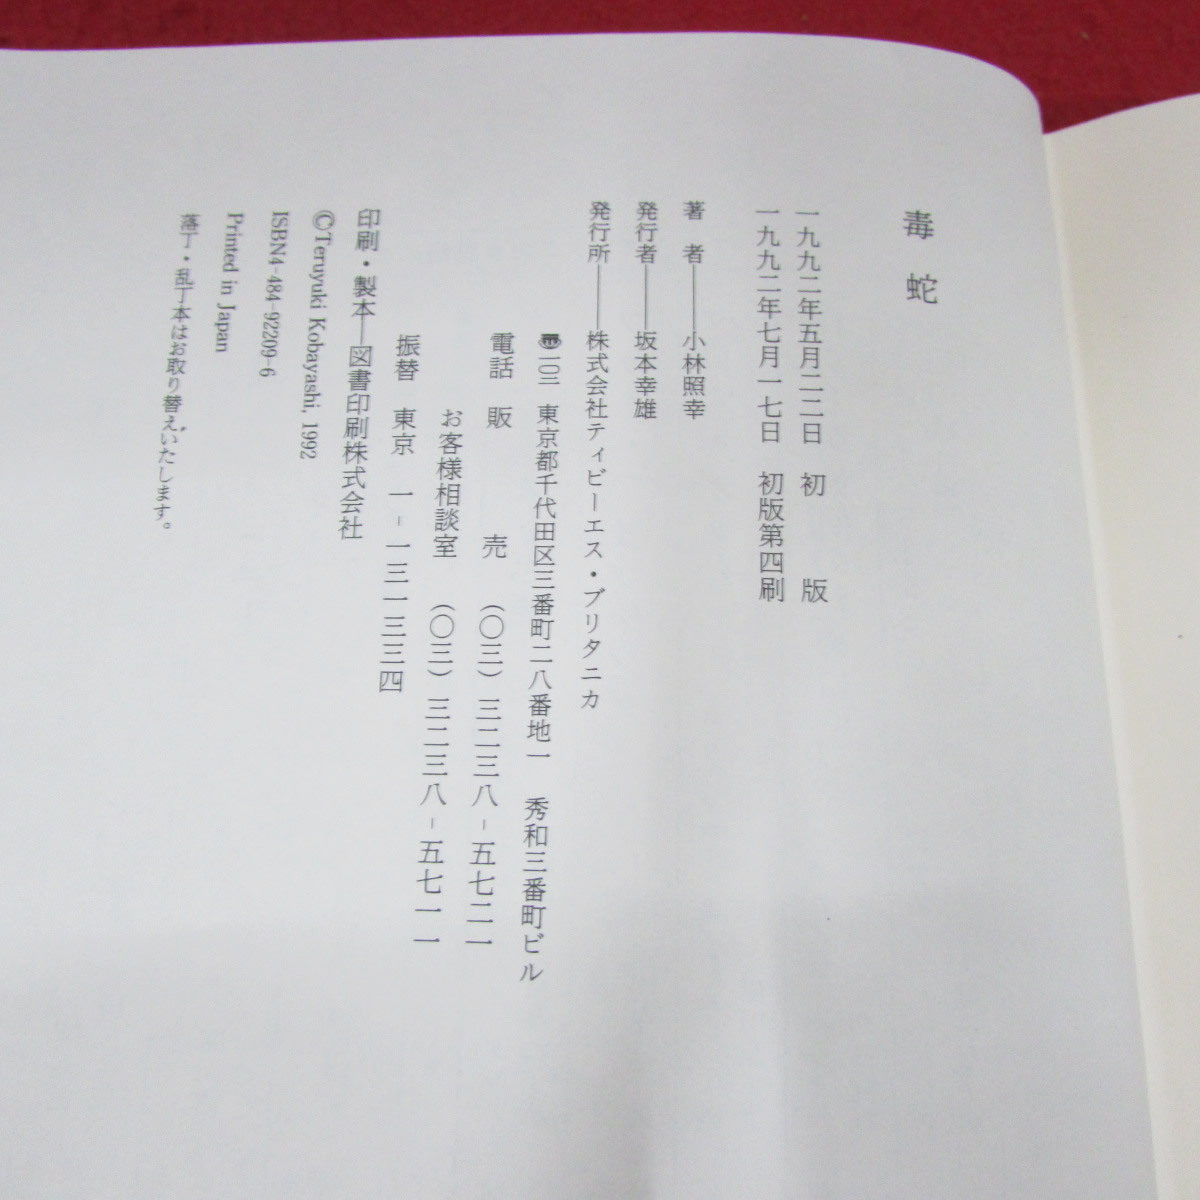 毒蛇
一九九二年五月二二日 初版
一九九二年七月一七日 初版第四刷
著者――小林照幸
発行者――坂本幸雄
発行所――株式会社ティビーエス・ブリタニカ
〠一〇二 東京都千代田区三番町二八番地一 秀和三番町ビル
電話 販売 (〇三)三二三八-五七二一
お客様相談室 (〇三)三二三八-五七一一
振替 東京 一-一三一三三四
印刷・製本―図書印刷株式会社
©Teruyuki Kobayashi, 1992
ISBN4-484-92209-6
Printed in Japan
落丁・乱丁本はお取り替えいたします。